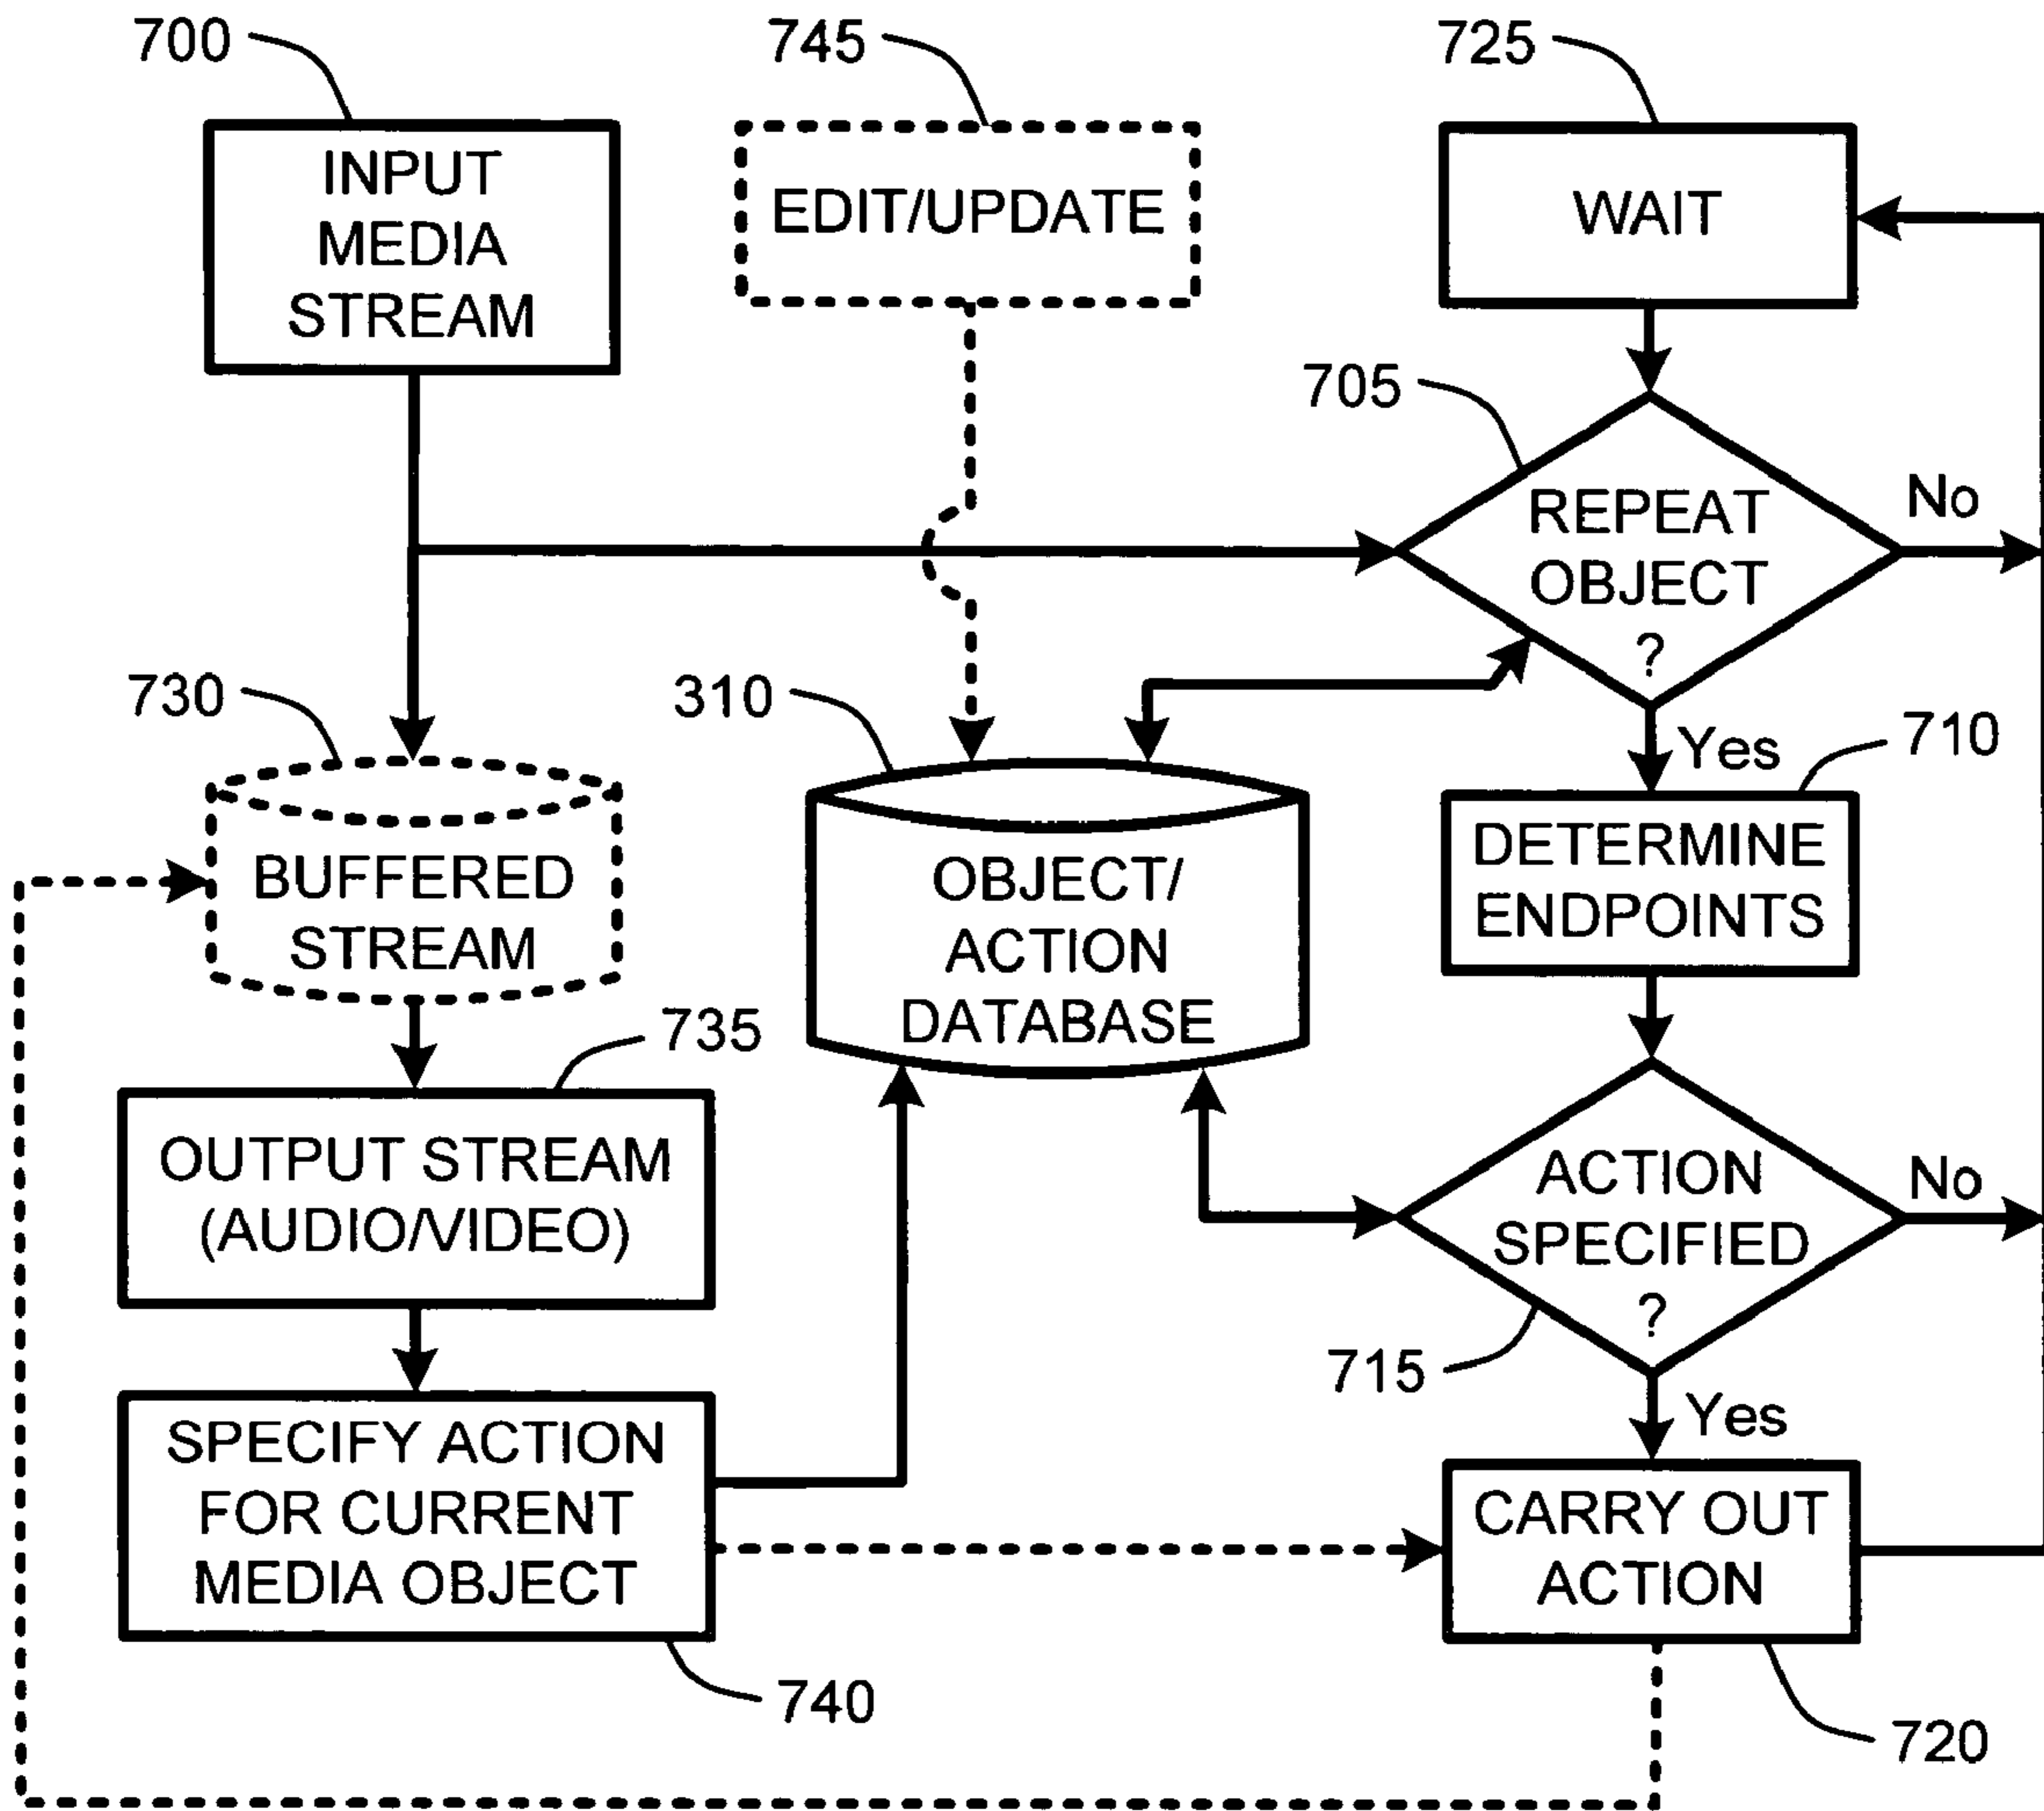 700
745
725
INPUT
MEDIA
STREAM
EDIT/UPDATE
WAIT
705
REPEAT
OBJECT
?
No
Yes
730
310
710
BUFFERED
STREAM
OBJECT/
ACTION
DATABASE
DETERMINE
ENDPOINTS
735
OUTPUT STREAM
(AUDIO/VIDEO)
ACTION
SPECIFIED
?
No
715
Yes
SPECIFY ACTION
FOR CURRENT
MEDIA OBJECT
CARRY OUT
ACTION
740
720